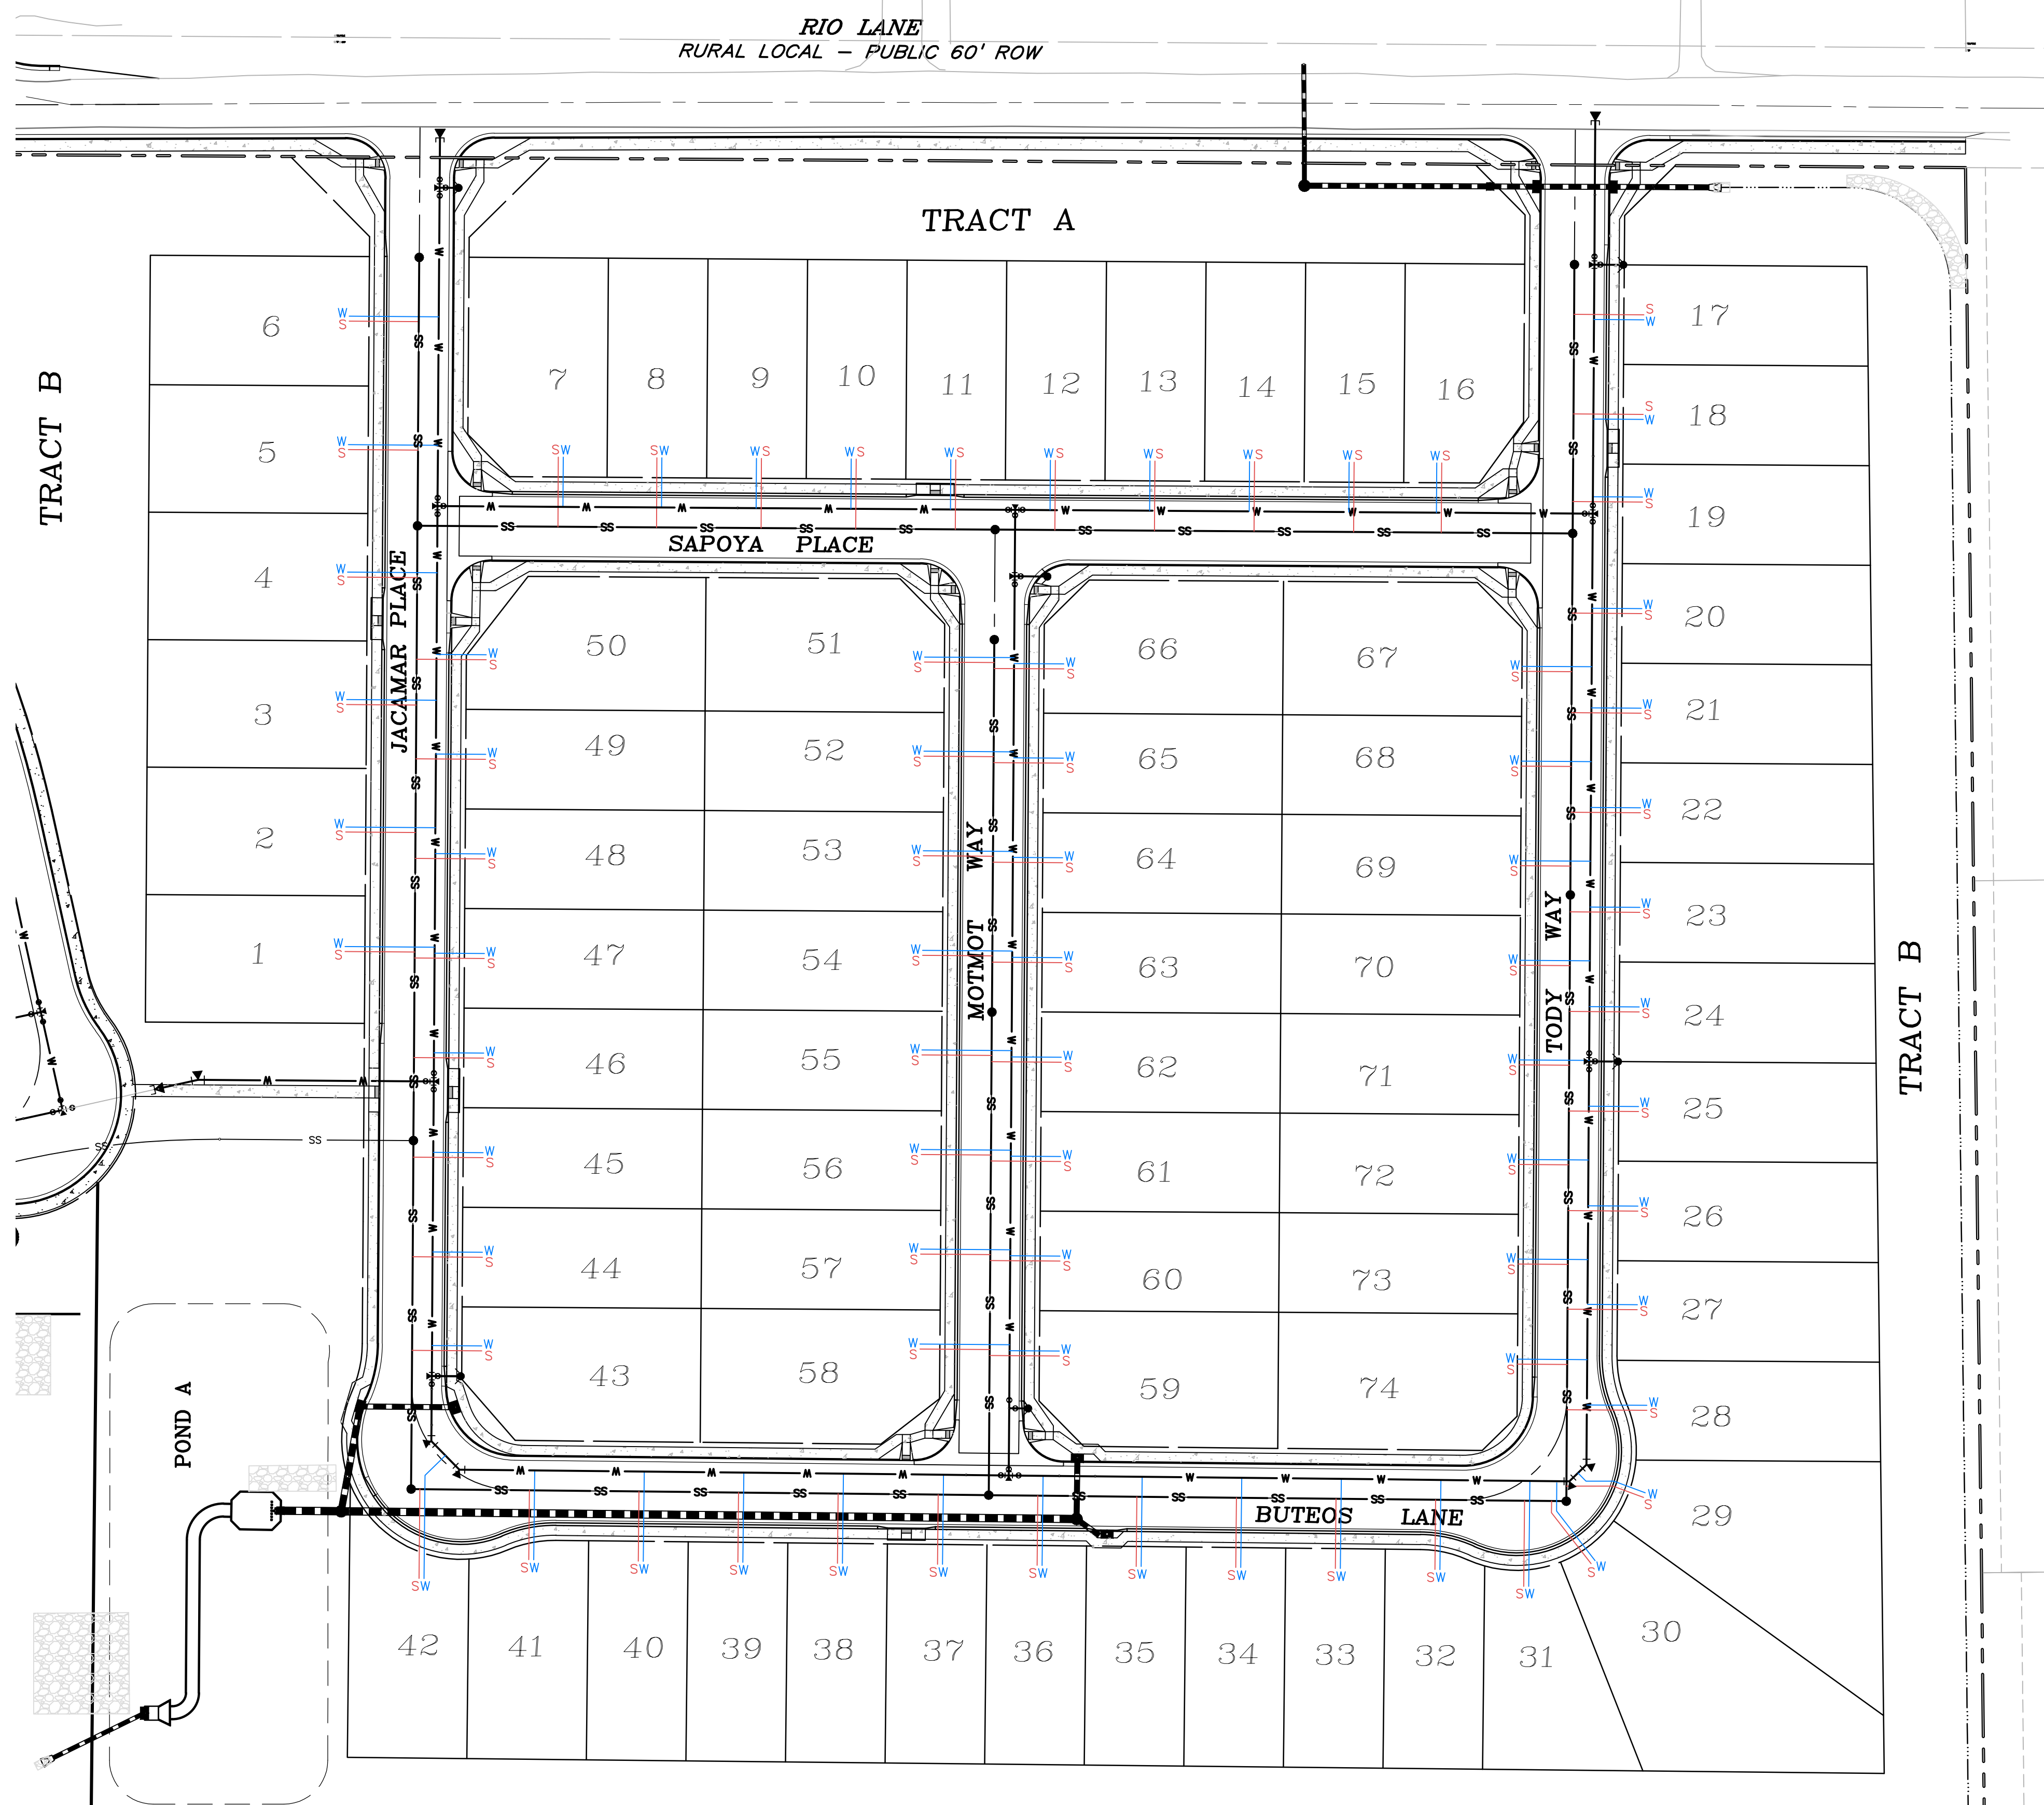 RIO LANE
RURAL LOCAL – PUBLIC 60' ROW
TRACT A
TRACT B
6
5
4
3
2
1
7 8 9 10 11 12 13 14 15 16
17
18
19
20
21
22
23
24
25
26
27
28
29
30
SAPOYA PLACE
JACAMAR PLACE
MOTMOT WAY
TODY WAY
TRACT B
50 51 66 67
49 52 65 68
48 53 64 69
47 54 63 70
46 55 62 71
45 56 61 72
44 57 60 73
43 58 59 74
BUTEOS LANE
POND A
42 41 40 39 38 37 36 35 34 33 32 31
W
S
SS